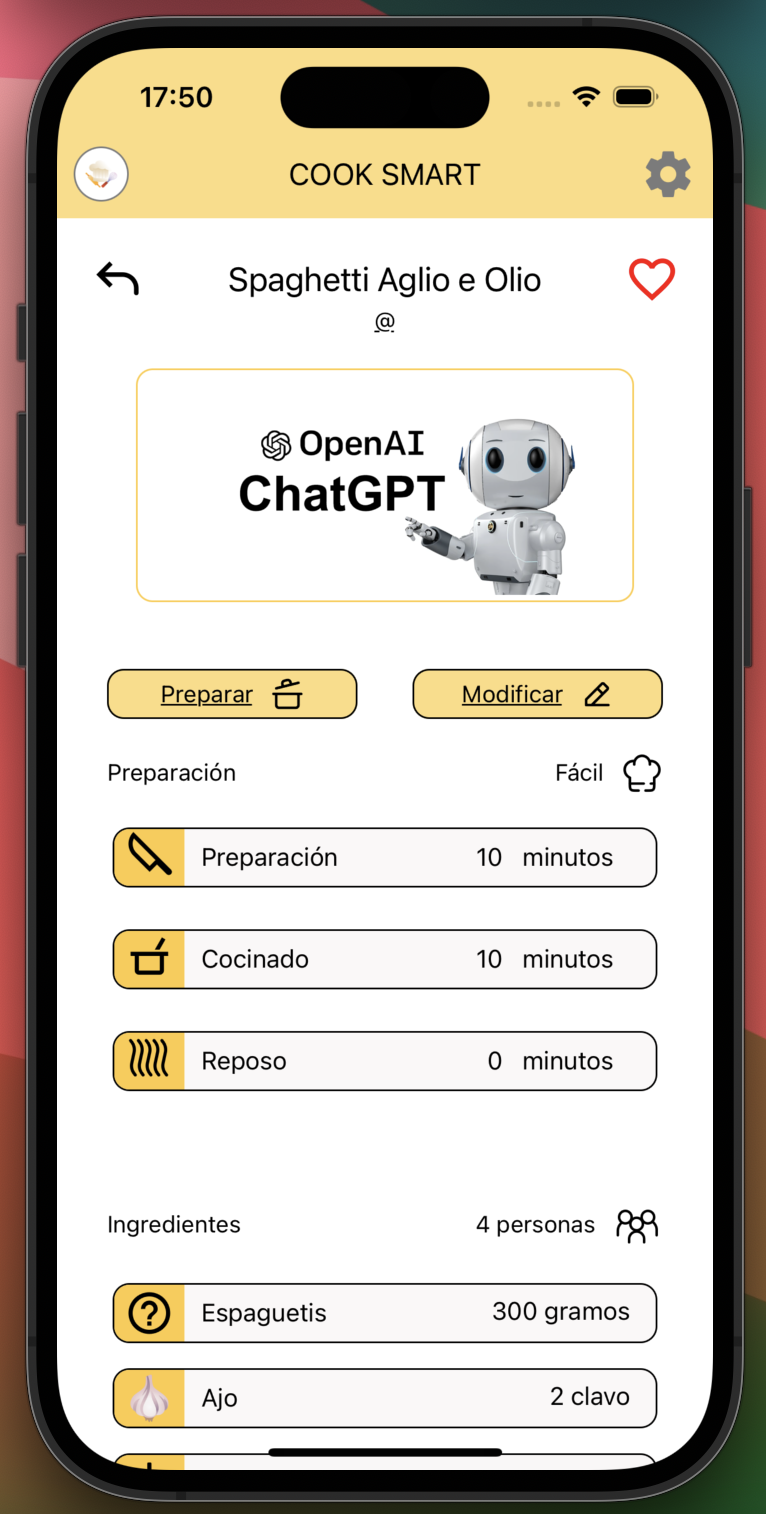 17:50
COOK SMART
Spaghetti Aglio e Olio
@
OpenAI
ChatGPT
Preparar
Modificar
Preparación Fácil
Preparación 10 minutos
Cocinado 10 minutos
Reposo 0 minutos
Ingredientes 4 personas
? Espaguetis 300 gramos
Ajo 2 clavo